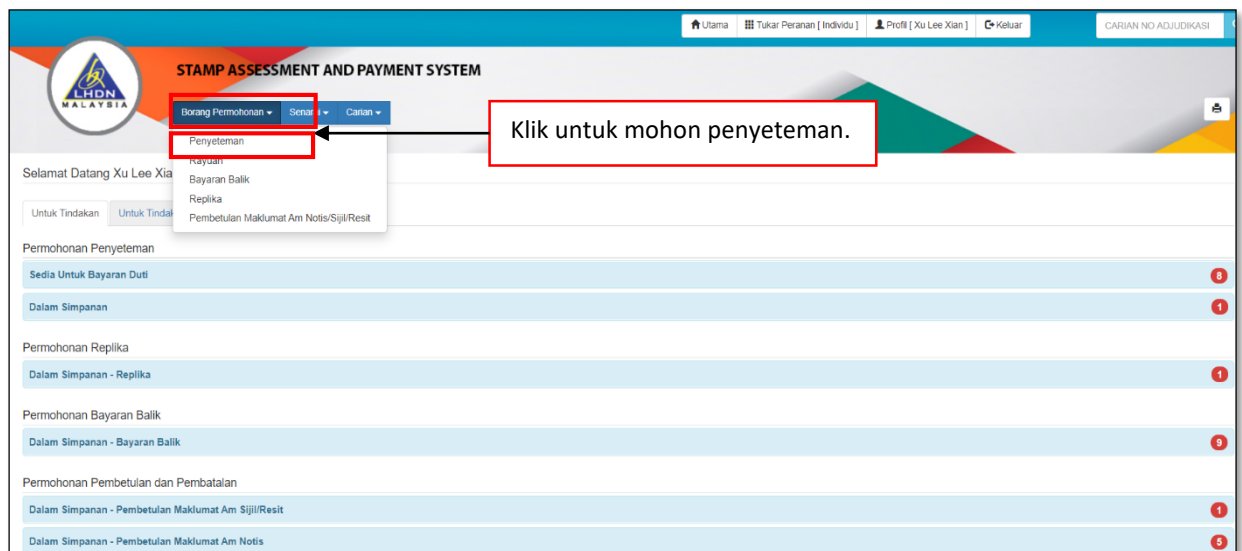 Utama
Tukar Peranan [ Individu ]
Profil [ Xu Lee Xian ]
Keluar
CARIAN NO ADJUDIKASI
LHDN
MALAYSIA
STAMP ASSESSMENT AND PAYMENT SYSTEM
Borang Permohonan
Carian
Klik untuk mohon penyeteman.
Penyeteman
Rayuan
Bayaran Balik
Replika
Pembetulan Maklumat Am Notis/Sijil/Resit
Selamat Datang Xu Lee Xia
Untuk Tindakan
Untuk Tindak
Permohonan Penyeteman
Sedia Untuk Bayaran Duti 8
Dalam Simpanan 1
Permohonan Replika
Dalam Simpanan - Replika 1
Permohonan Bayaran Balik
Dalam Simpanan - Bayaran Balik 9
Permohonan Pembetulan dan Pembatalan
Dalam Simpanan - Pembetulan Maklumat Am Sijil/Resit 1
Dalam Simpanan - Pembetulan Maklumat Am Notis 5